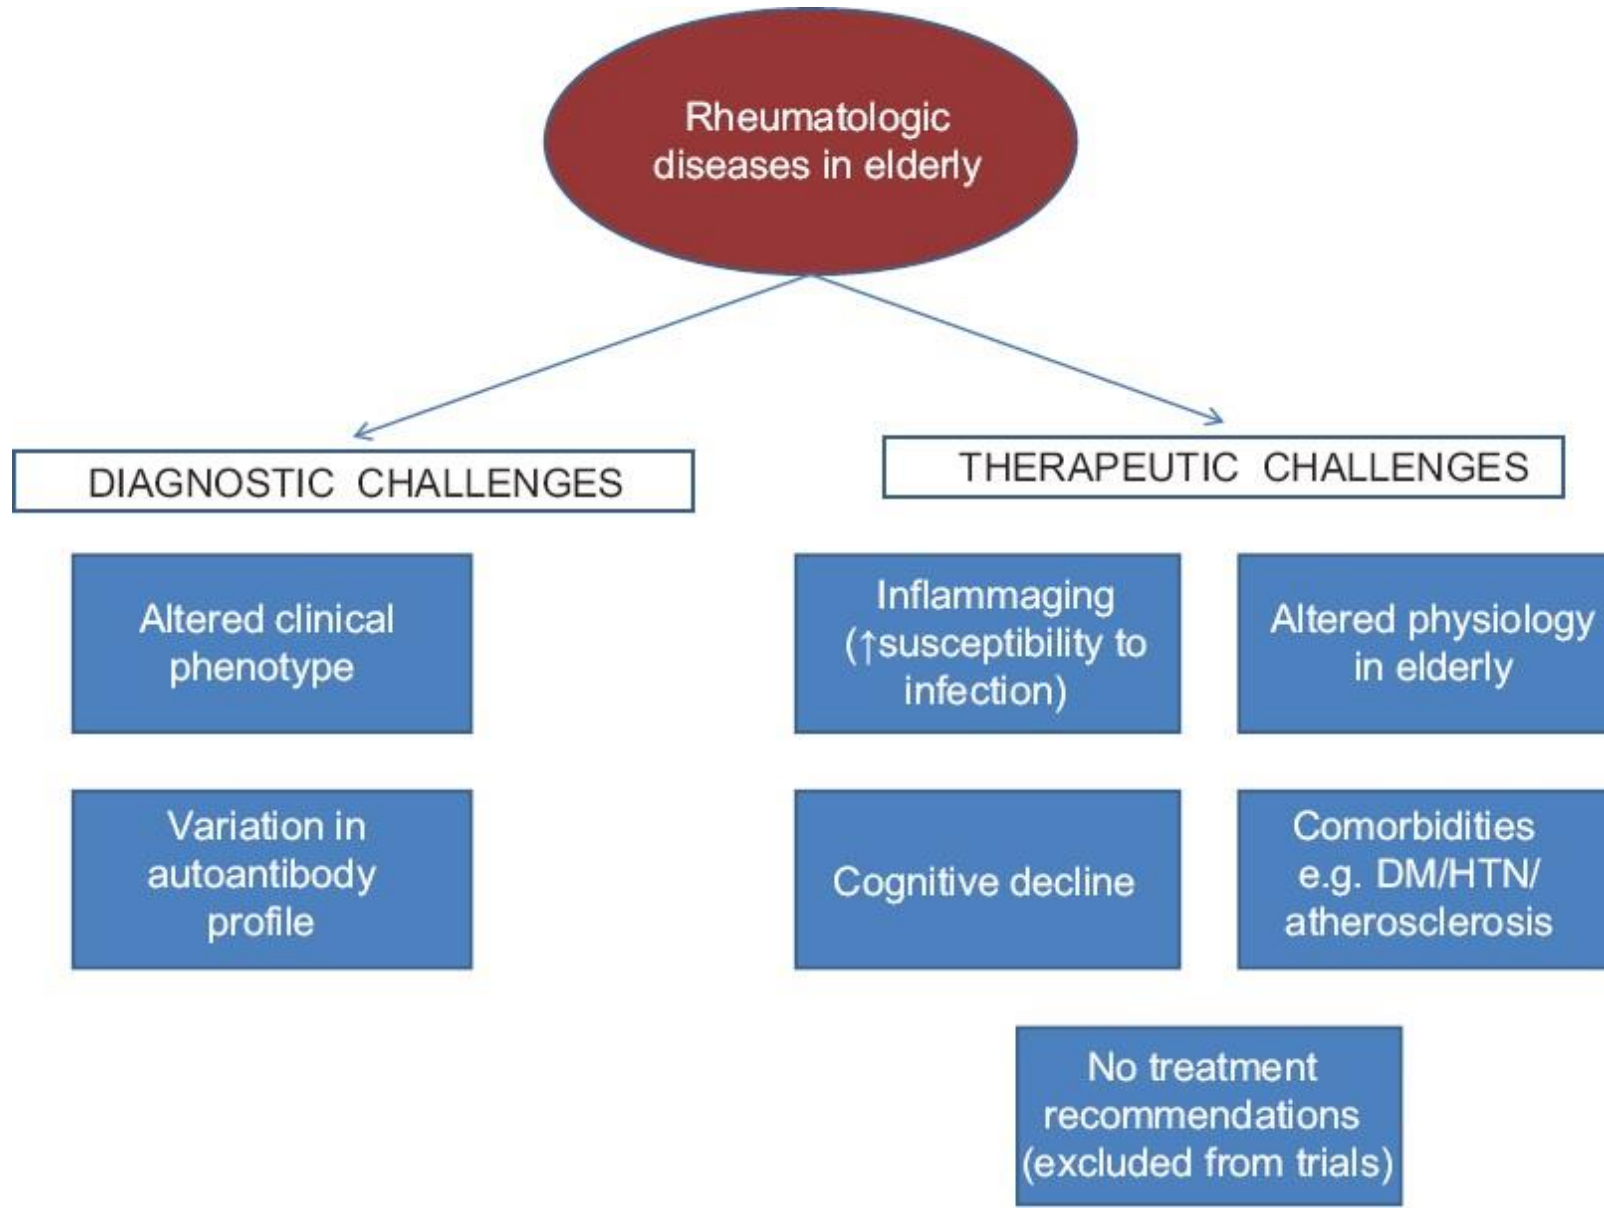 Rheumatologic
diseases in elderly
DIAGNOSTIC CHALLENGES
Altered clinical
phenotype
Variation in
autoantibody
profile
THERAPEUTIC CHALLENGES
Inflammaging
(↑susceptibility to
infection)
Altered physiology
in elderly
Cognitive decline
Comorbidities
e.g. DM/HTN/
atherosclerosis
No treatment
recommendations
(excluded from trials)